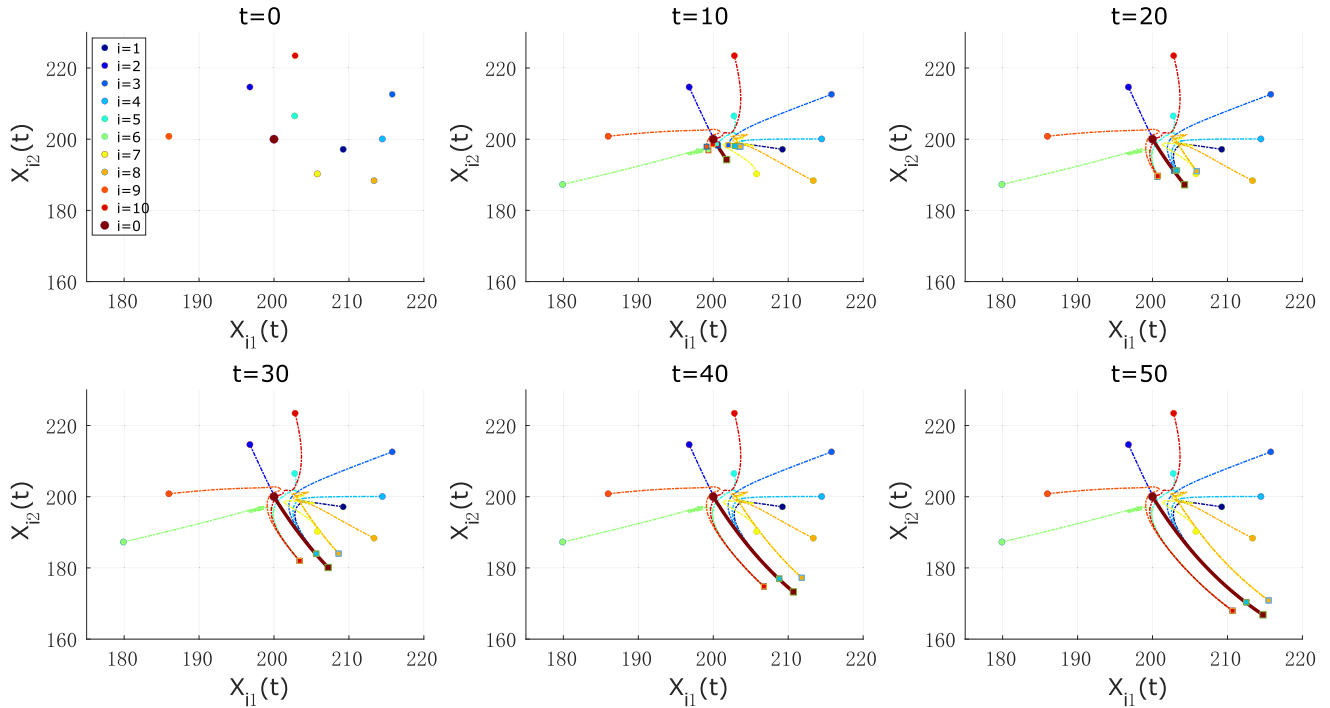 t=0
t=10
t=20
220
200
180
160
X_{i2}(t)
i=1
i=2
i=3
i=4
i=5
i=6
i=7
i=8
i=9
i=10
i=0
180 190 200 210 220
X_{i1}(t)
220
200
180
160
X_{i2}(t)
180 190 200 210 220
X_{i1}(t)
220
200
180
160
X_{i2}(t)
180 190 200 210 220
X_{i1}(t)
t=30
t=40
t=50
220
200
180
160
X_{i2}(t)
180 190 200 210 220
X_{i1}(t)
220
200
180
160
X_{i2}(t)
180 190 200 210 220
X_{i1}(t)
220
200
180
160
X_{i2}(t)
180 190 200 210 220
X_{i1}(t)